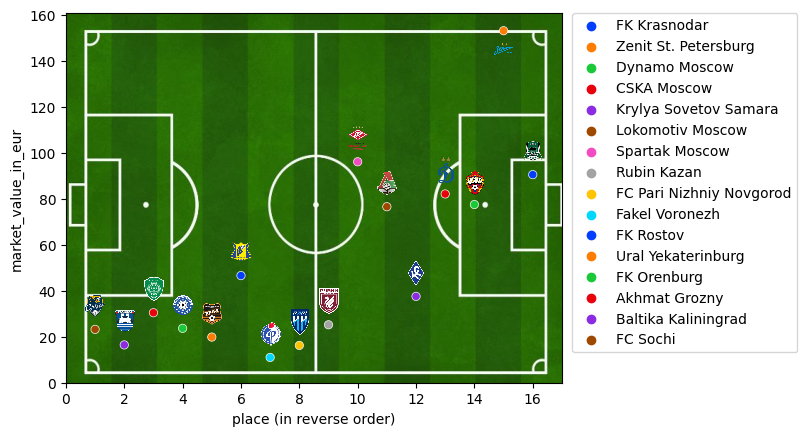 160
140
120
100
80
60
40
20
0
market_value_in_eur
0 2 4 6 8 10 12 14 16
place (in reverse order)
FK Krasnodar
Zenit St. Petersburg
Dynamo Moscow
CSKA Moscow
Krylya Sovetov Samara
Lokomotiv Moscow
Spartak Moscow
Rubin Kazan
FC Pari Nizhniy Novgorod
Fakel Voronezh
FK Rostov
Ural Yekaterinburg
FK Orenburg
Akhmat Grozny
Baltika Kaliningrad
FC Sochi